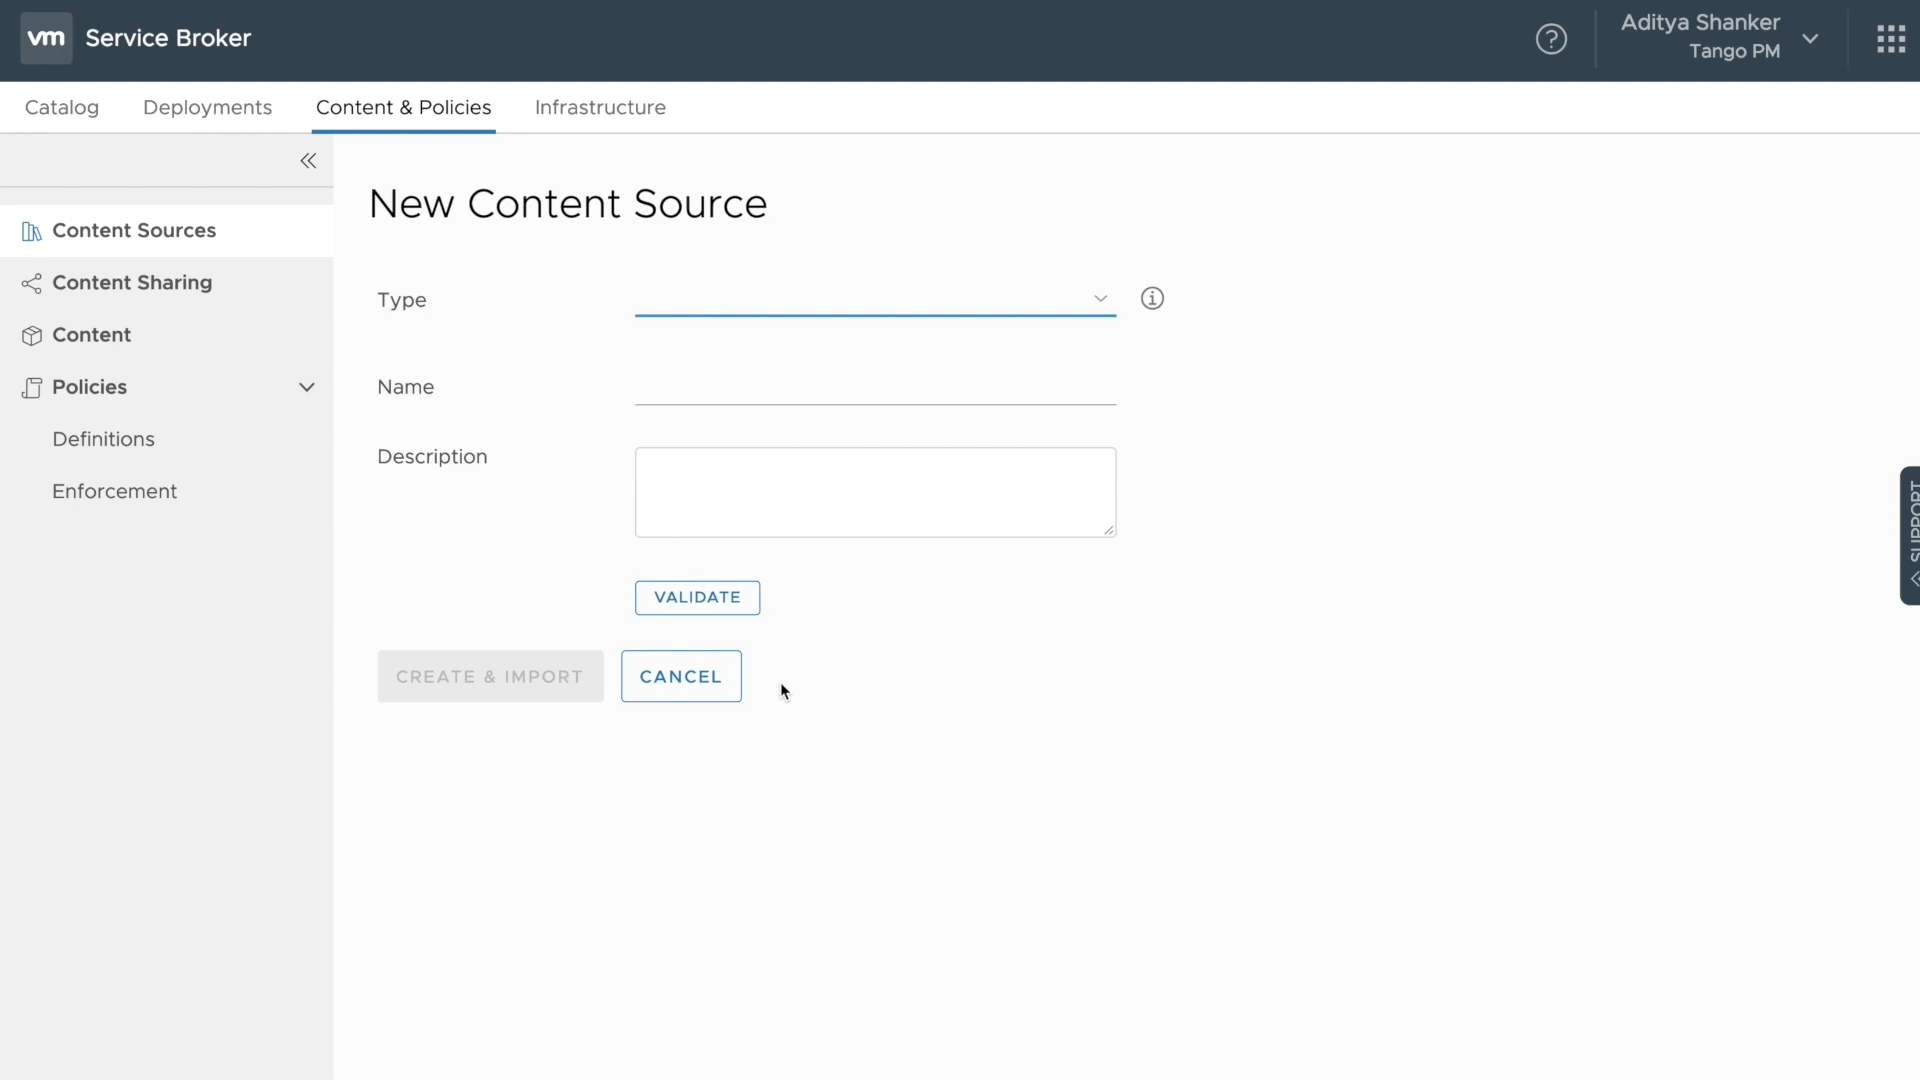 vm Service Broker
Aditya Shanker
Tango PM
Catalog Deployments Content & Policies Infrastructure
Content Sources
Content Sharing
Content
Policies
Definitions
Enforcement
New Content Source
Type
Name
Description
VALIDATE
CREATE & IMPORT CANCEL
SUPPORT